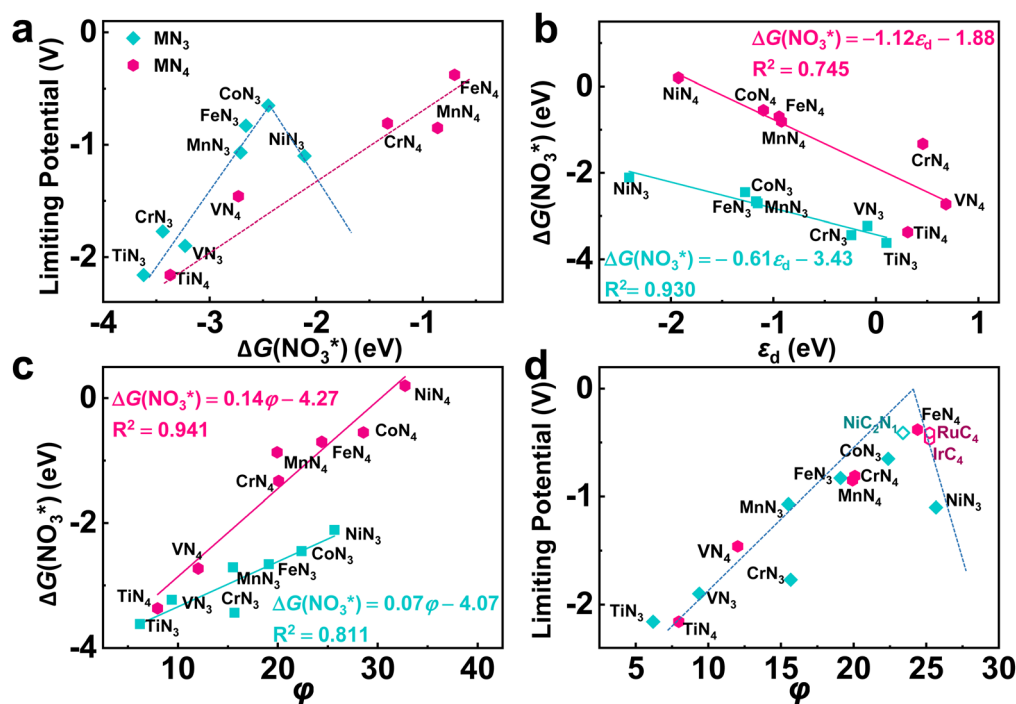 a
MN₃
MN₄
CoN₃
FeN₃
MnN₃
NiN₃
FeN₄
MnN₄
CrN₄
VN₄
CrN₃
VN₃
TiN₃
TiN₄
0
-1
-2
-4
-3
-2
-1
Limiting Potential (V)
ΔG(NO₃*) (eV)
b
ΔG(NO₃*) = −1.12εd − 1.88
R² = 0.745
NiN₄
CoN₄
FeN₄
MnN₄
CrN₄
VN₄
TiN₄
NiN₃
CoN₃
FeN₃
MnN₃
VN₃
CrN₃
TiN₃
ΔG(NO₃*) = − 0.61εd − 3.43
R² = 0.930
2
0
-2
-4
-2
-1
0
1
ΔG(NO₃*) (eV)
εd (eV)
c
ΔG(NO₃*) = 0.14φ − 4.27
R² = 0.941
NiN₄
CoN₄
FeN₄
MnN₄
CrN₄
VN₄
TiN₄
NiN₃
CoN₃
FeN₃
MnN₃
CrN₃
VN₃
TiN₃
ΔG(NO₃*) = 0.07φ − 4.07
R² = 0.811
0
-2
-4
10
20
30
40
ΔG(NO₃*) (eV)
φ
d
FeN₄
NiC₂N₁
RuC₄
IrC₄
CoN₃
FeN₃
CrN₄
MnN₄
MnN₃
NiN₃
VN₄
CrN₃
VN₃
TiN₃
TiN₄
0
-1
-2
5
10
15
20
25
30
Limiting Potential (V)
φ